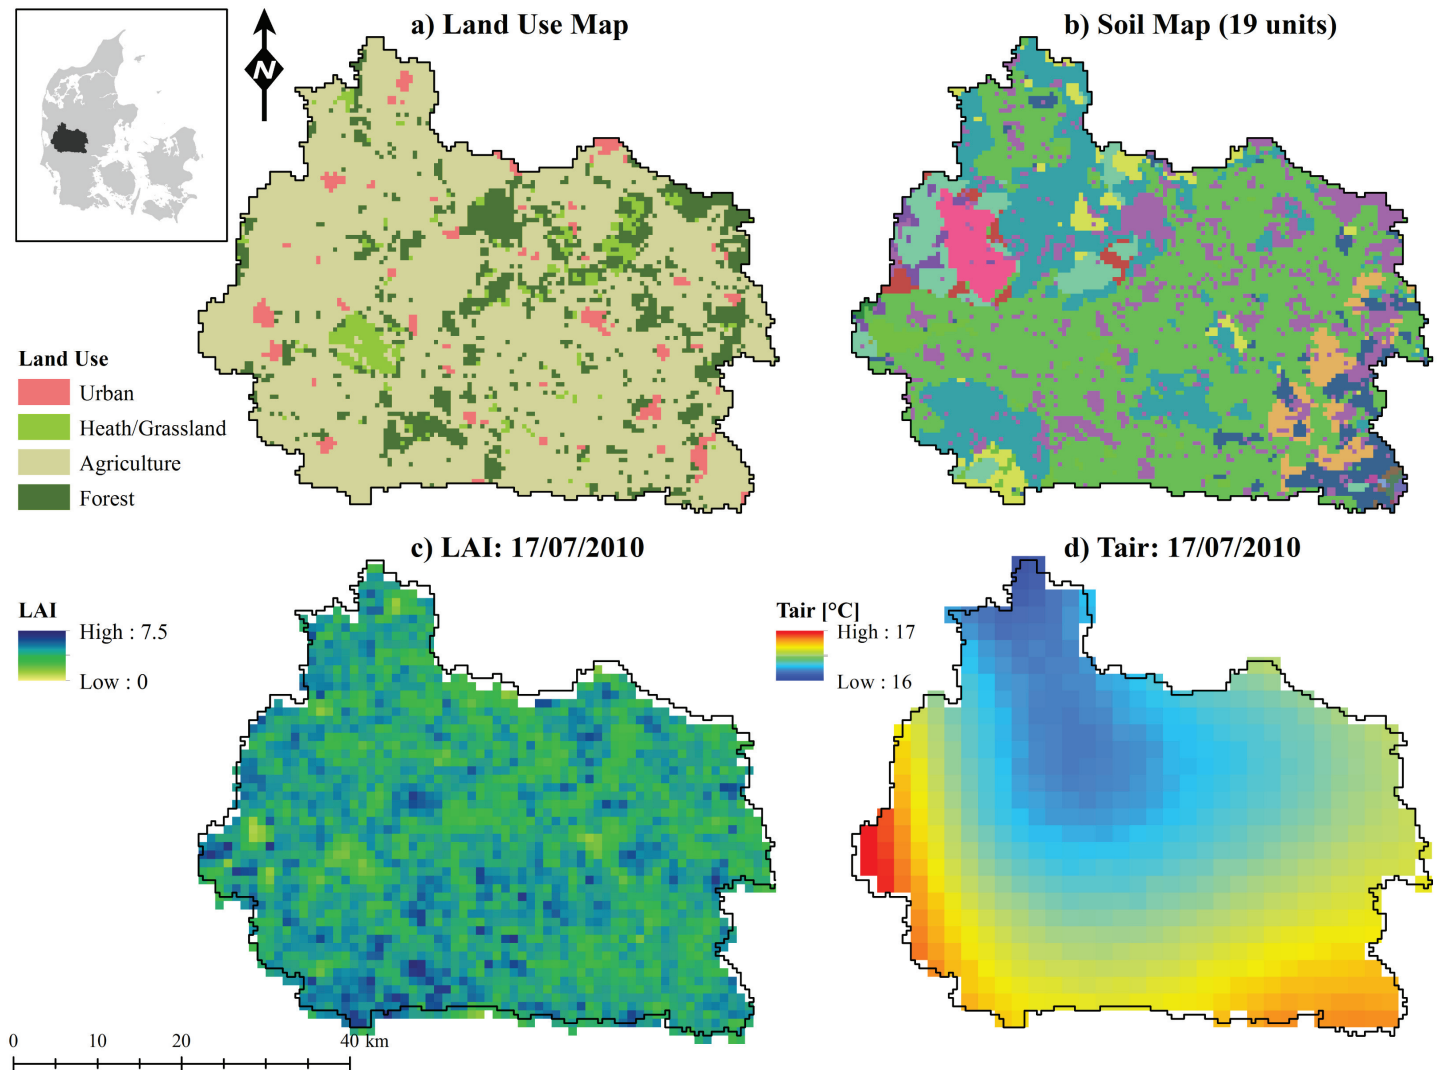 a) Land Use Map
b) Soil Map (19 units)
N
Land Use
Urban
Heath/Grassland
Agriculture
Forest
c) LAI: 17/07/2010
d) Tair: 17/07/2010
LAI
High : 7.5
Low : 0
Tair [°C]
High : 17
Low : 16
0 10 20 40 km